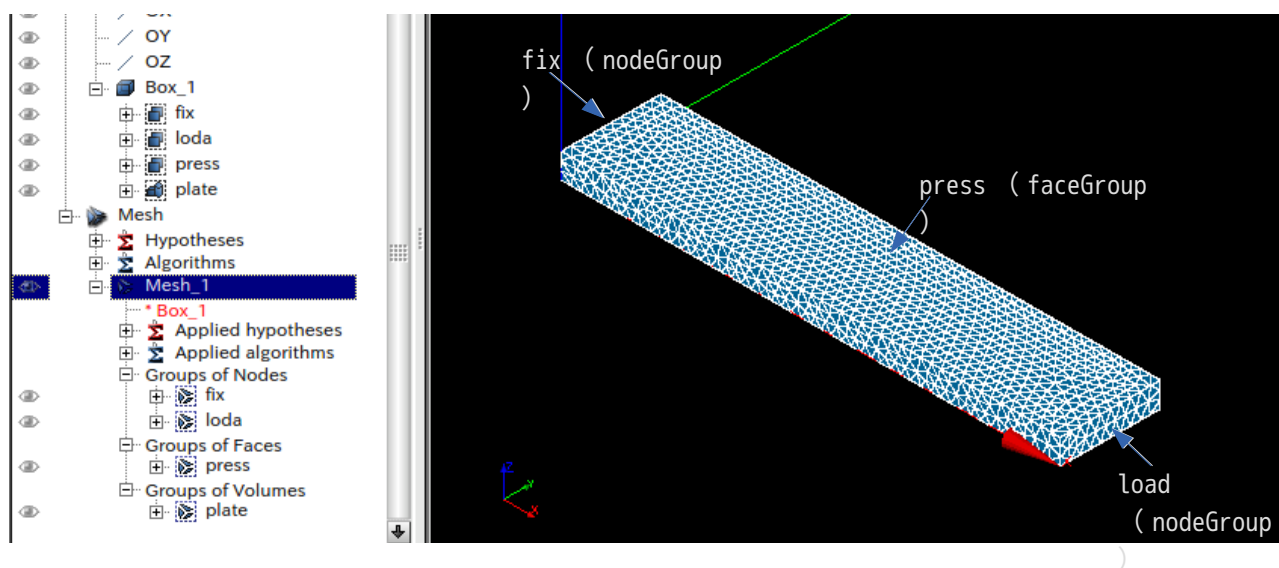 OX
OY
OZ
Box_1
fix
loda
press
plate
Mesh
Hypotheses
Algorithms
Mesh_1
* Box_1
Applied hypotheses
Applied algorithms
Groups of Nodes
fix
loda
Groups of Faces
press
Groups of Volumes
plate
fix （nodeGroup
）
press （faceGroup
）
load
（nodeGroup
）
Z
Y
X